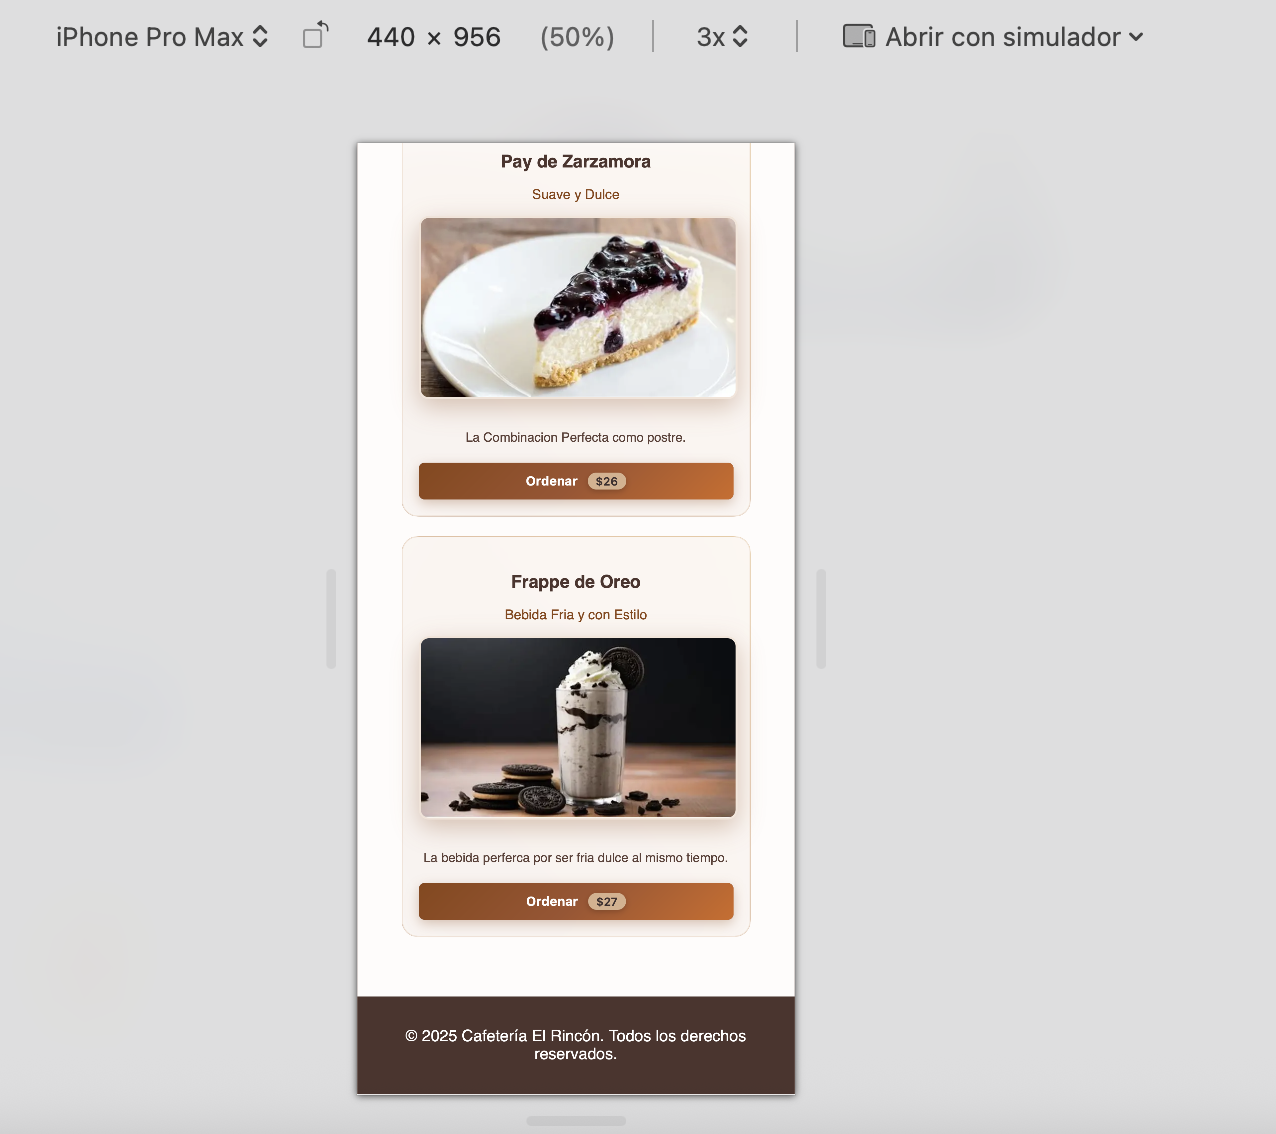 iPhone Pro Max 440 × 956 (50%) 3x Abrir con simulador
Pay de Zarzamora
Suave y Dulce
La Combinacion Perfecta como postre.
Ordenar $26
Frappe de Oreo
Bebida Fria y con Estilo
La bebida perferca por ser fria dulce al mismo tiempo.
Ordenar $27
© 2025 Cafetería El Rincón. Todos los derechos
reservados.